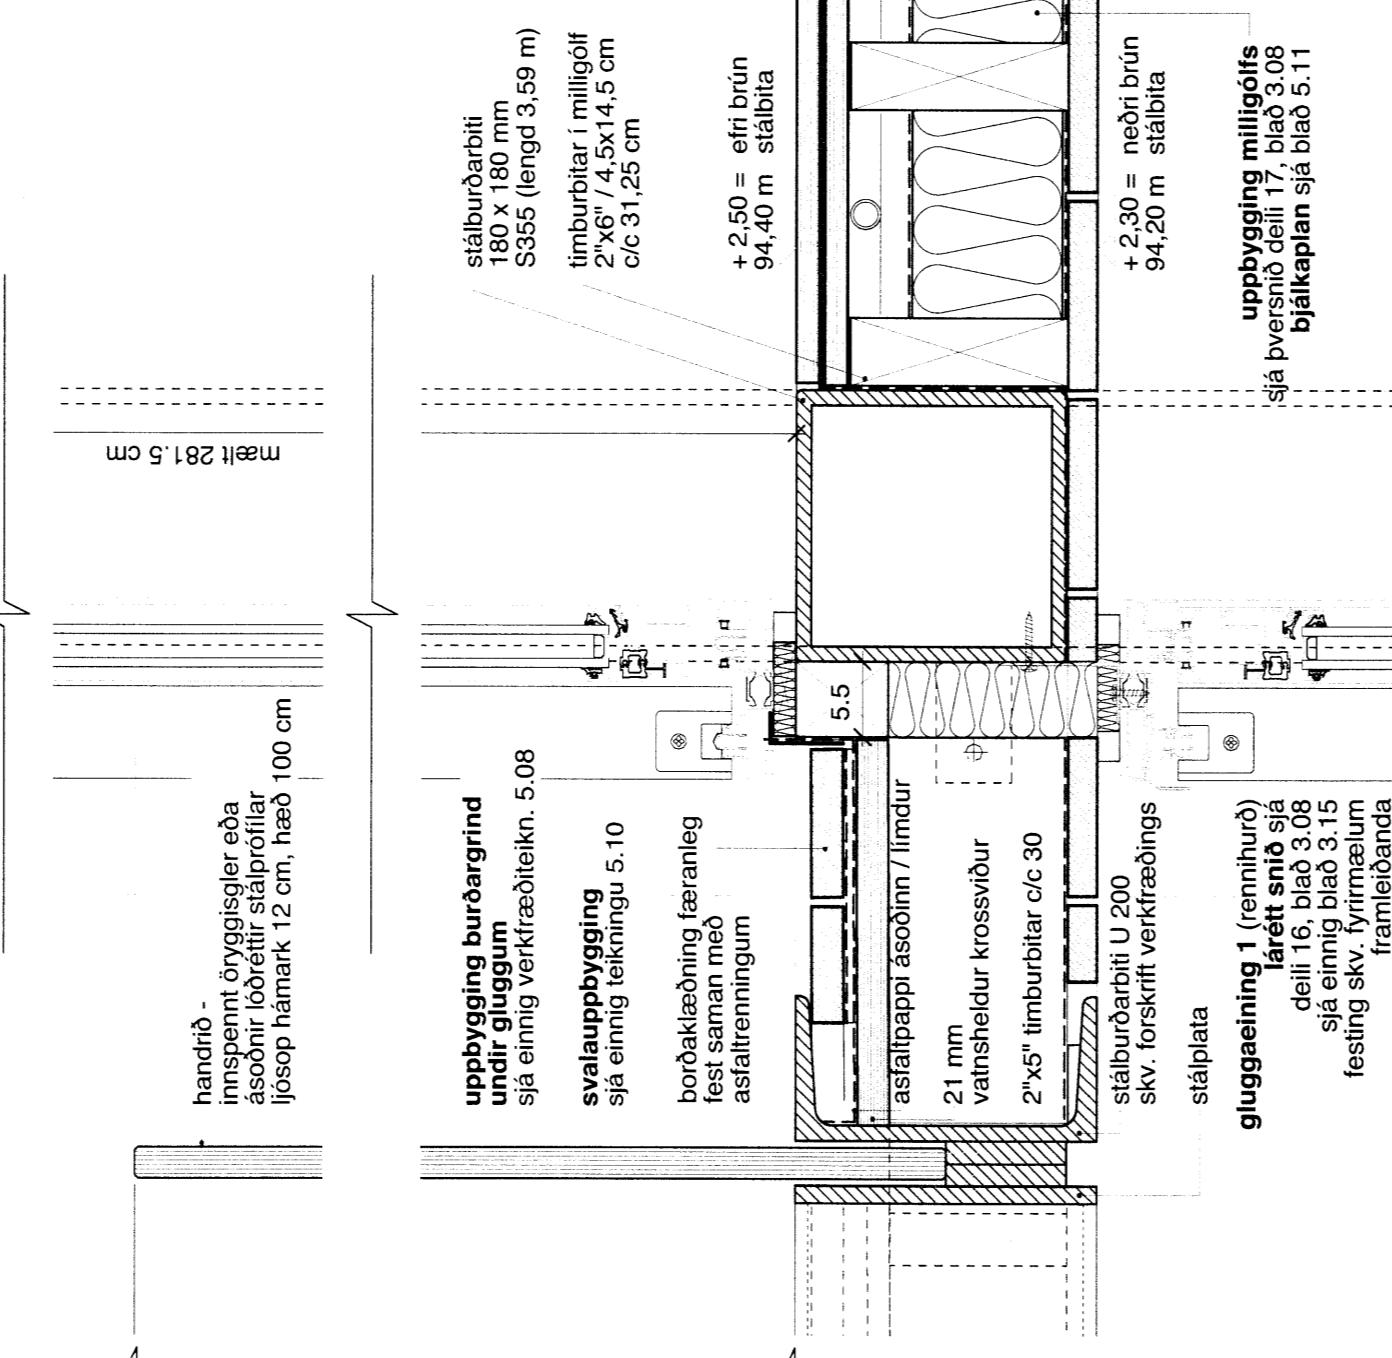 mælt 281.5 cm
handrið -
innspennt öryggisgler eða
ásoðnir lóðréttir stálprófílar
ljósop hámark 12 cm, hæð 100 cm
stálburðarbiti
180 x 180 mm
S355 (lengd 3,59 m)
timburbitar í milligólf
2"x6" / 4,5x14,5 cm
c/c 31,25 cm
+ 2,50 = efri brún
94,40 m stálbita
+ 2,30 = neðri brún
94,20 m stálbita
uppbygging milligólfs
sjá þversnið deili 17, blað 3.08
bjálkaplan sjá blað 5.11
uppbygging burðargrind
undir gluggum
sjá einnig verkfræðiteikn. 5.08
svalauppbygging
sjá einnig teikningu 5.10
borðaklæðning færanleg
fest saman með
asfaltrenningum
5.5
asfaltpappi ásoðinn / límdur
21 mm
vatnsheldur krossviður
2"x5" timburbitar c/c 30
stálburðarbiti U 200
skv. forskrift verkfræðings
stálplata
gluggaeining 1 (rennihurð)
lárétt snið sjá
deili 16, blað 3.08
sjá einnig blað 3.15
festing skv. fyrirmælum
framleiðanda